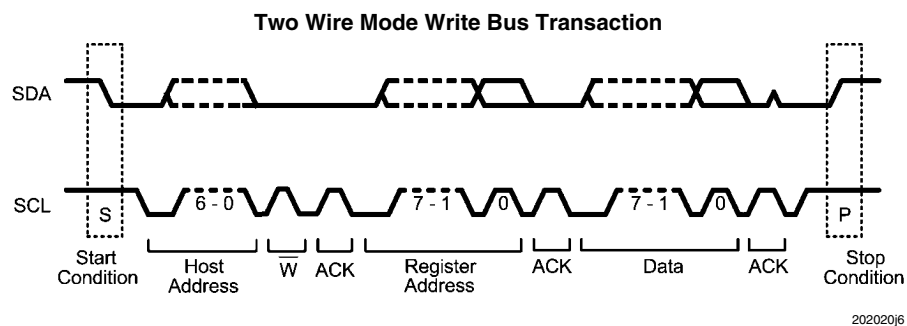 Two Wire Mode Write Bus Transaction
SDA
SCL
S
6 - 0
7 - 1
0
7 - 1
0
P
Start
Condition
Host
Address
W̅
ACK
Register
Address
ACK
Data
ACK
Stop
Condition
202020j6